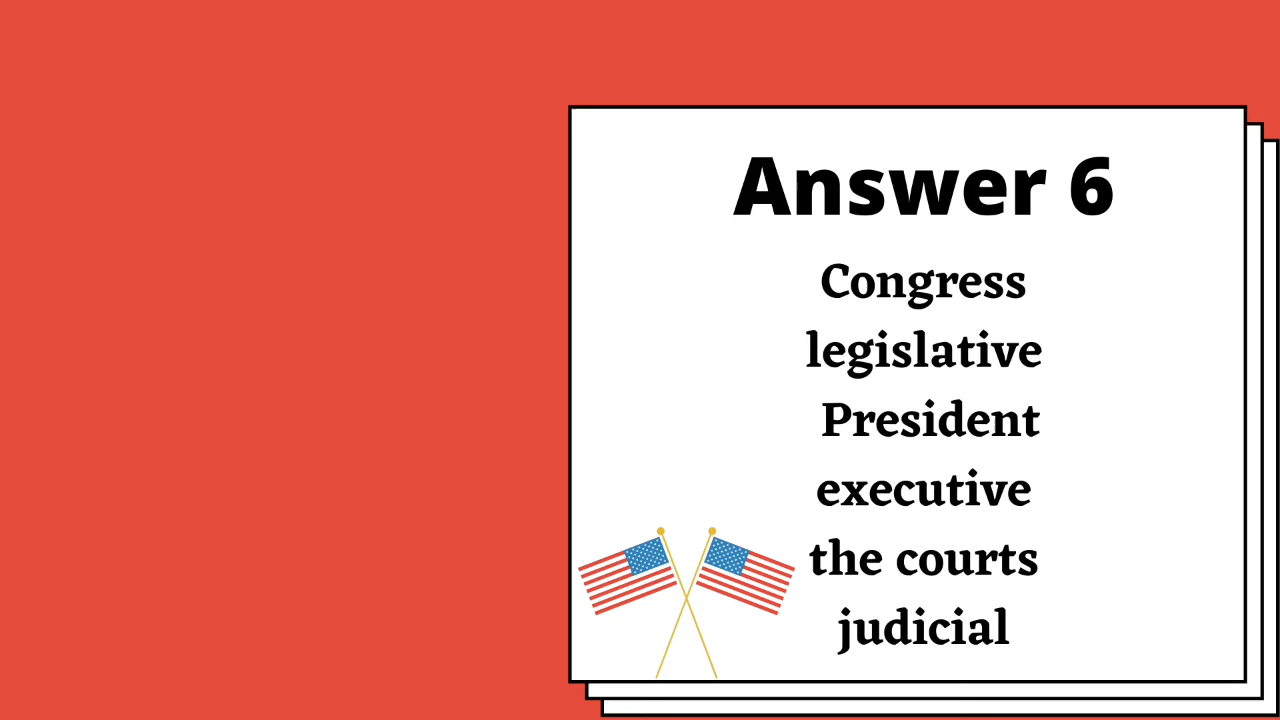 Answer 6
Congress
legislative
President
executive
the courts
judicial